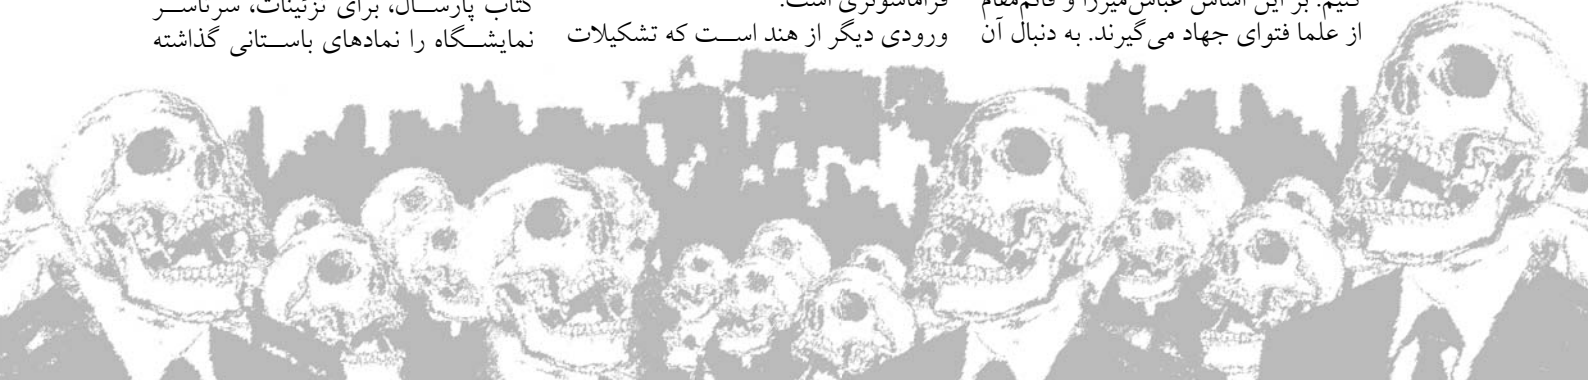 کنیم. بر این اساس عباس‌میرزا و قائم‌مقام
از علما فتوای جهاد می‌گیرند. به دنبال آن
فراماسونری است.
ورودی دیگر از هند است که تشکیلات
کتاب پارسال، برای تزئینات، سرتاسر
نمایشگاه را نمادهای باستانی گذاشته